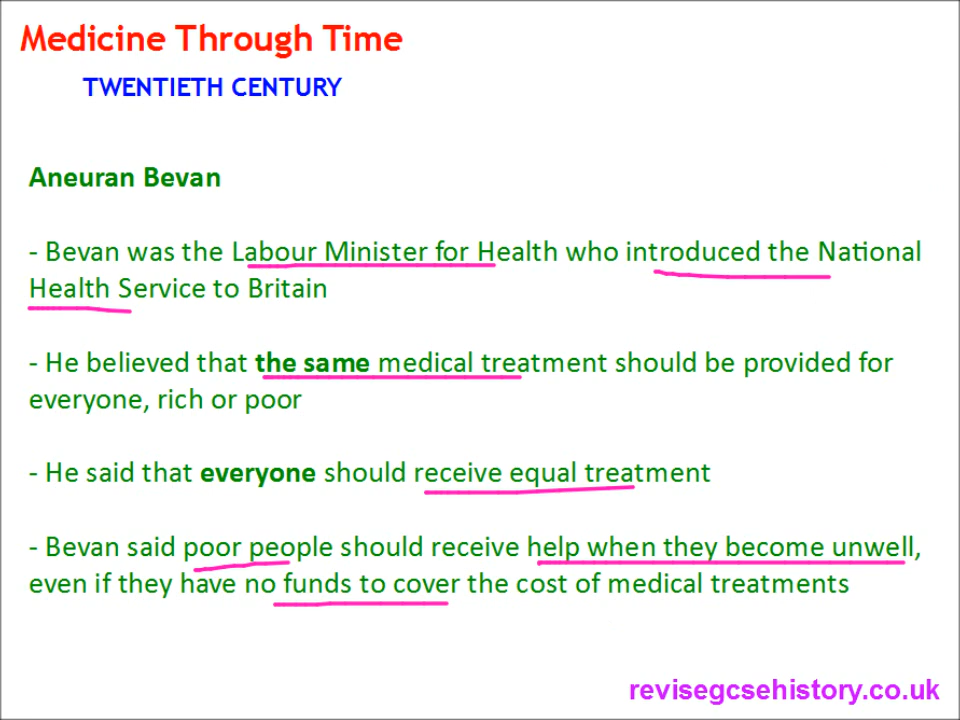 Medicine Through Time
TWENTIETH CENTURY
Aneuran Bevan
- Bevan was the Labour Minister for Health who introduced the National
Health Service to Britain
- He believed that the same medical treatment should be provided for
everyone, rich or poor
- He said that everyone should receive equal treatment
- Bevan said poor people should receive help when they become unwell,
even if they have no funds to cover the cost of medical treatments
revisegcsehistory.co.uk